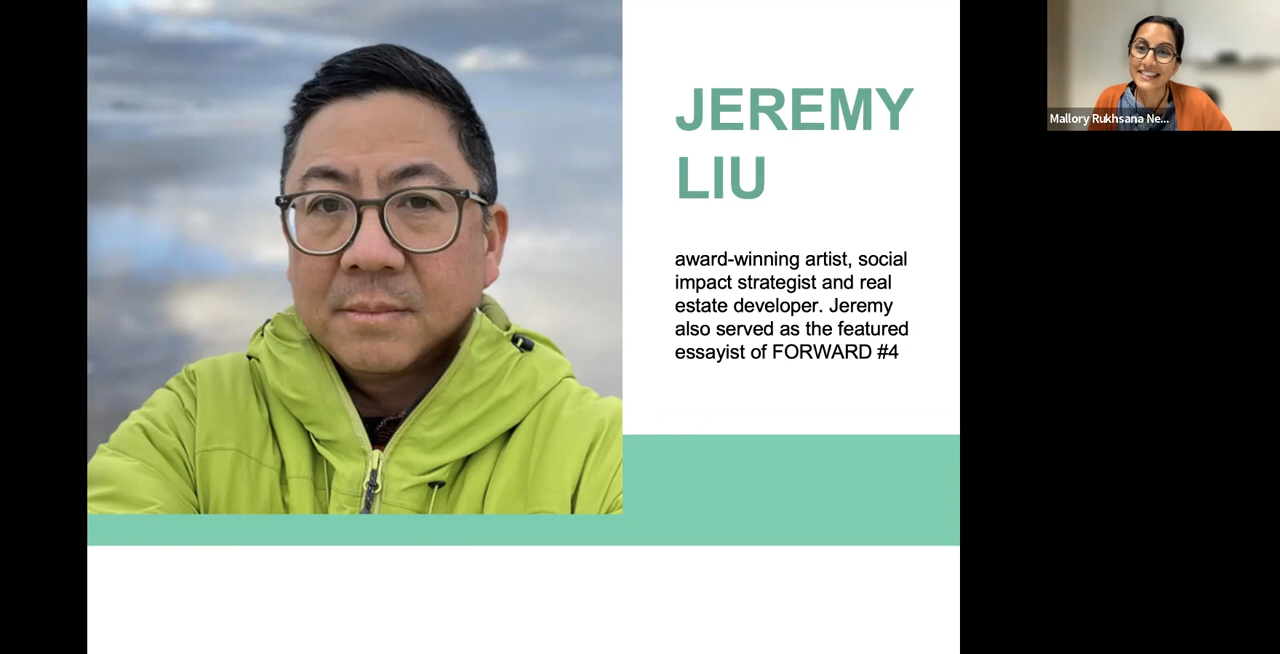 JEREMY
LIU
award-winning artist, social
impact strategist and real
estate developer. Jeremy
also served as the featured
essayist of FORWARD #4
Mallory Rukhsana Ne...